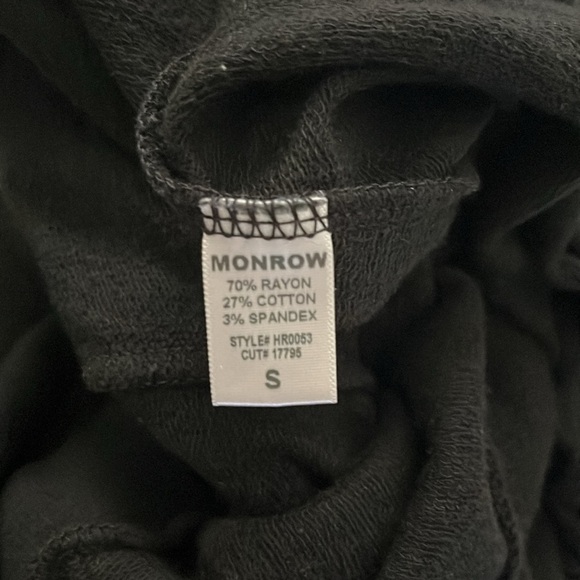 MONROW
70% RAYON
27% COTTON
3% SPANDEX
STYLE# HR0053
CUT# 17795
S